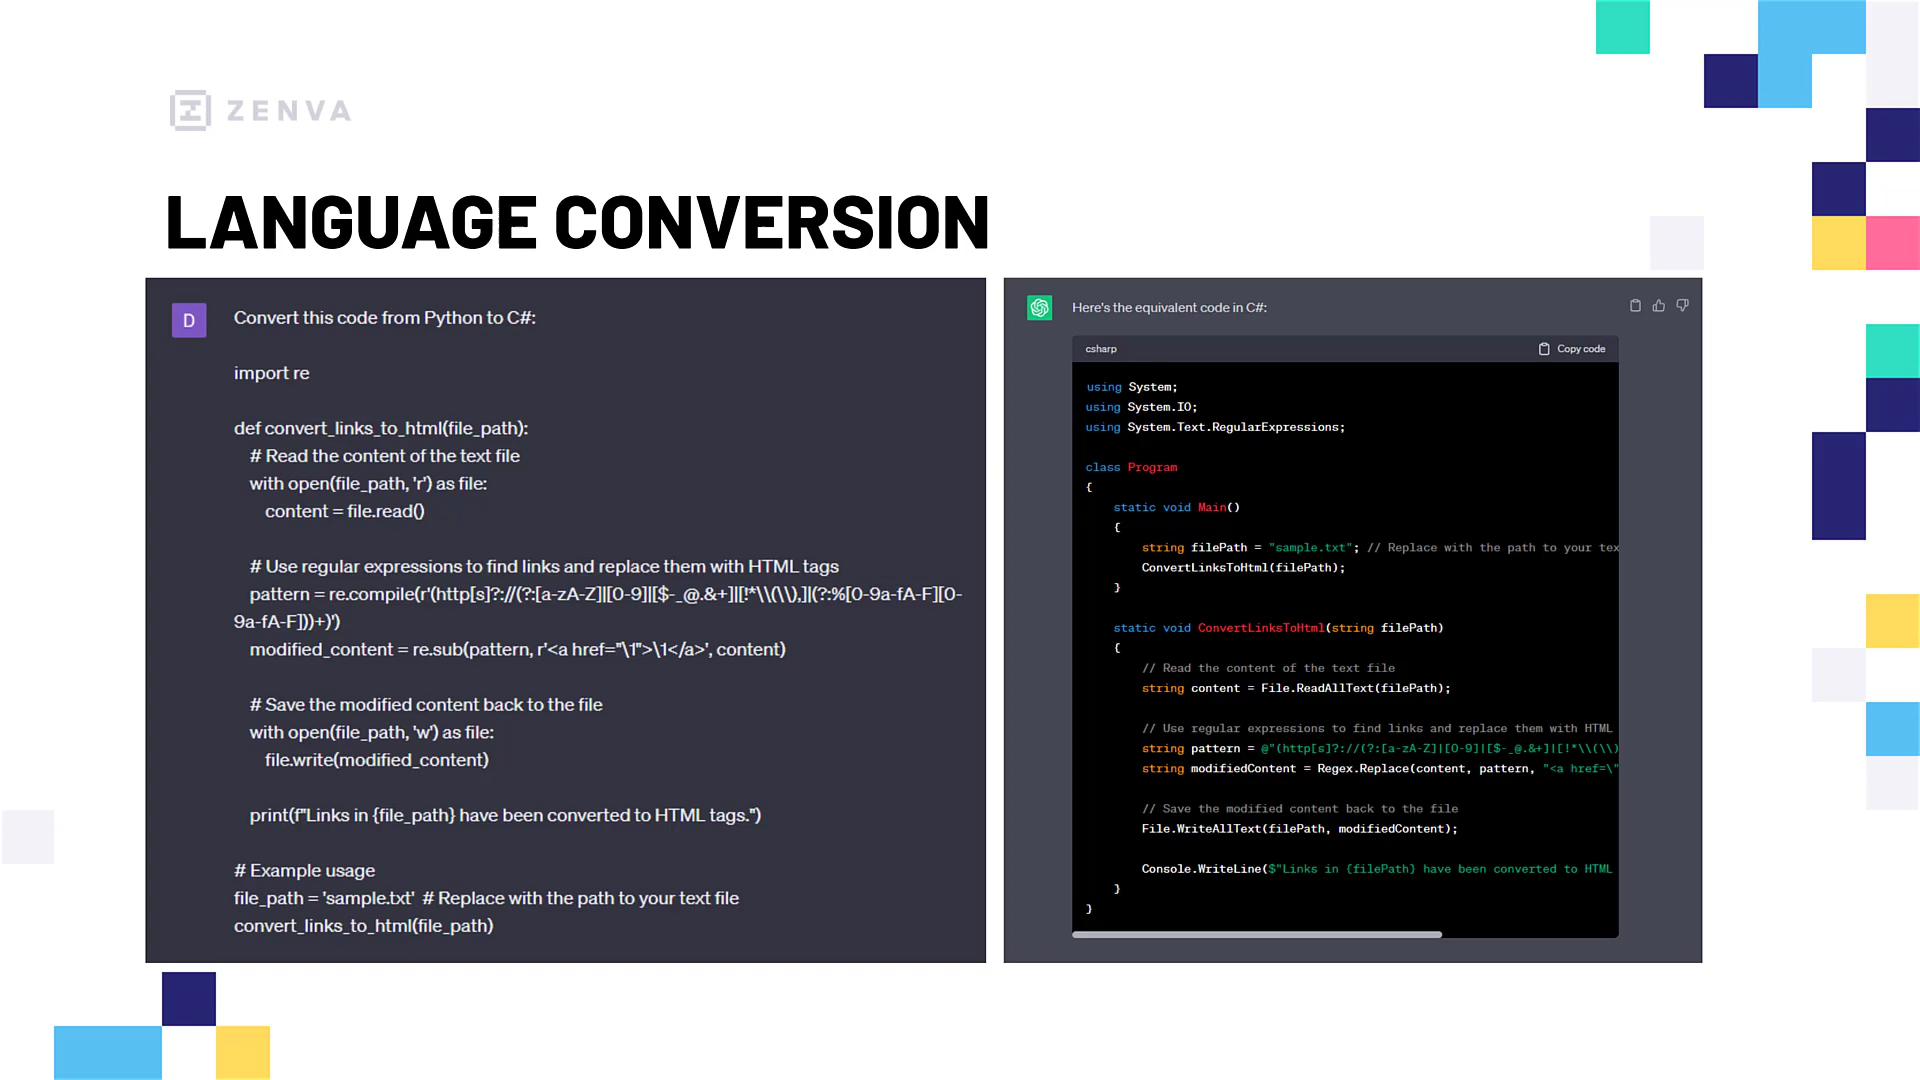 ZENVA
LANGUAGE CONVERSION
D
Convert this code from Python to C#:
import re
def convert_links_to_html(file_path):
# Read the content of the text file
with open(file_path, 'r') as file:
content = file.read()
# Use regular expressions to find links and replace them with HTML tags
pattern = re.compile(r'(http[s]?://(?:[a-zA-Z]|[0-9]|[$-_@.&+]|[!*\\(\\),]|(?:%[0-9a-fA-F][0-
9a-fA-F]))+)')
modified_content = re.sub(pattern, r'<a href="\1">\1</a>', content)
# Save the modified content back to the file
with open(file_path, 'w') as file:
file.write(modified_content)
print(f"Links in {file_path} have been converted to HTML tags.")
# Example usage
file_path = 'sample.txt' # Replace with the path to your text file
convert_links_to_html(file_path)
Here's the equivalent code in C#:
csharp Copy code
using System;
using System.IO;
using System.Text.RegularExpressions;
class Program
{
static void Main()
{
string filePath = "sample.txt"; // Replace with the path to your tex
ConvertLinksToHtml(filePath);
}
static void ConvertLinksToHtml(string filePath)
{
// Read the content of the text file
string content = File.ReadAllText(filePath);
// Use regular expressions to find links and replace them with HTML
string pattern = @"(http[s]?://(?:[a-zA-Z]|[0-9]|[$-_@.&+]|[!*\\(\\)
string modifiedContent = Regex.Replace(content, pattern, "<a href=\"
// Save the modified content back to the file
File.WriteAllText(filePath, modifiedContent);
Console.WriteLine($"Links in {filePath} have been converted to HTML
}
}